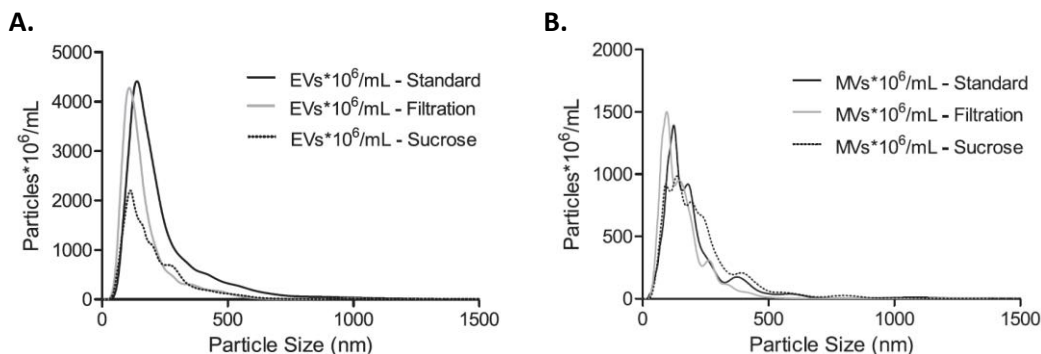 A.
5000
4000
3000
2000
1000
0
Particles*10⁶/mL
0 500 1000 1500
Particle Size (nm)
EVs*10⁶/mL - Standard
EVs*10⁶/mL - Filtration
EVs*10⁶/mL - Sucrose
B.
2000
1500
1000
500
0
Particles*10⁶/mL
0 500 1000 1500
Particle Size (nm)
MVs*10⁶/mL - Standard
MVs*10⁶/mL - Filtration
MVs*10⁶/mL - Sucrose